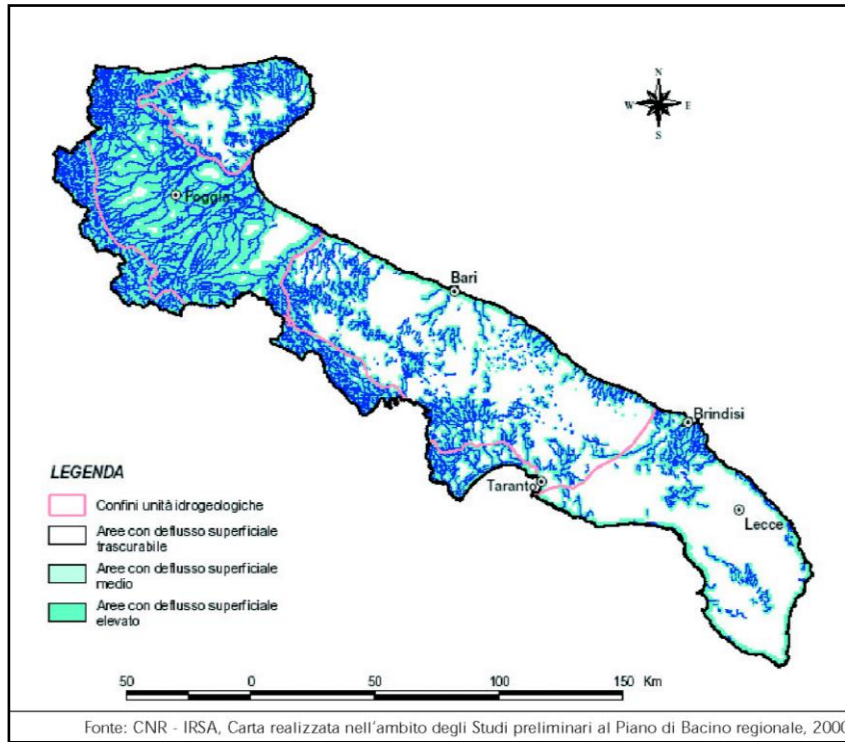 N
W E
S
Foggia
Bari
Brindisi
Taranto
Lecce
LEGENDA
Confini unità idrogeologiche
Aree con deflusso superficiale
trascurabile
Aree con deflusso superficiale
medio
Aree con deflusso superficiale
elevato
50 0 50 100 150 Km
Fonte: CNR - IRSA, Carta realizzata nell'ambito degli Studi preliminari al Piano di Bacino regionale, 2000